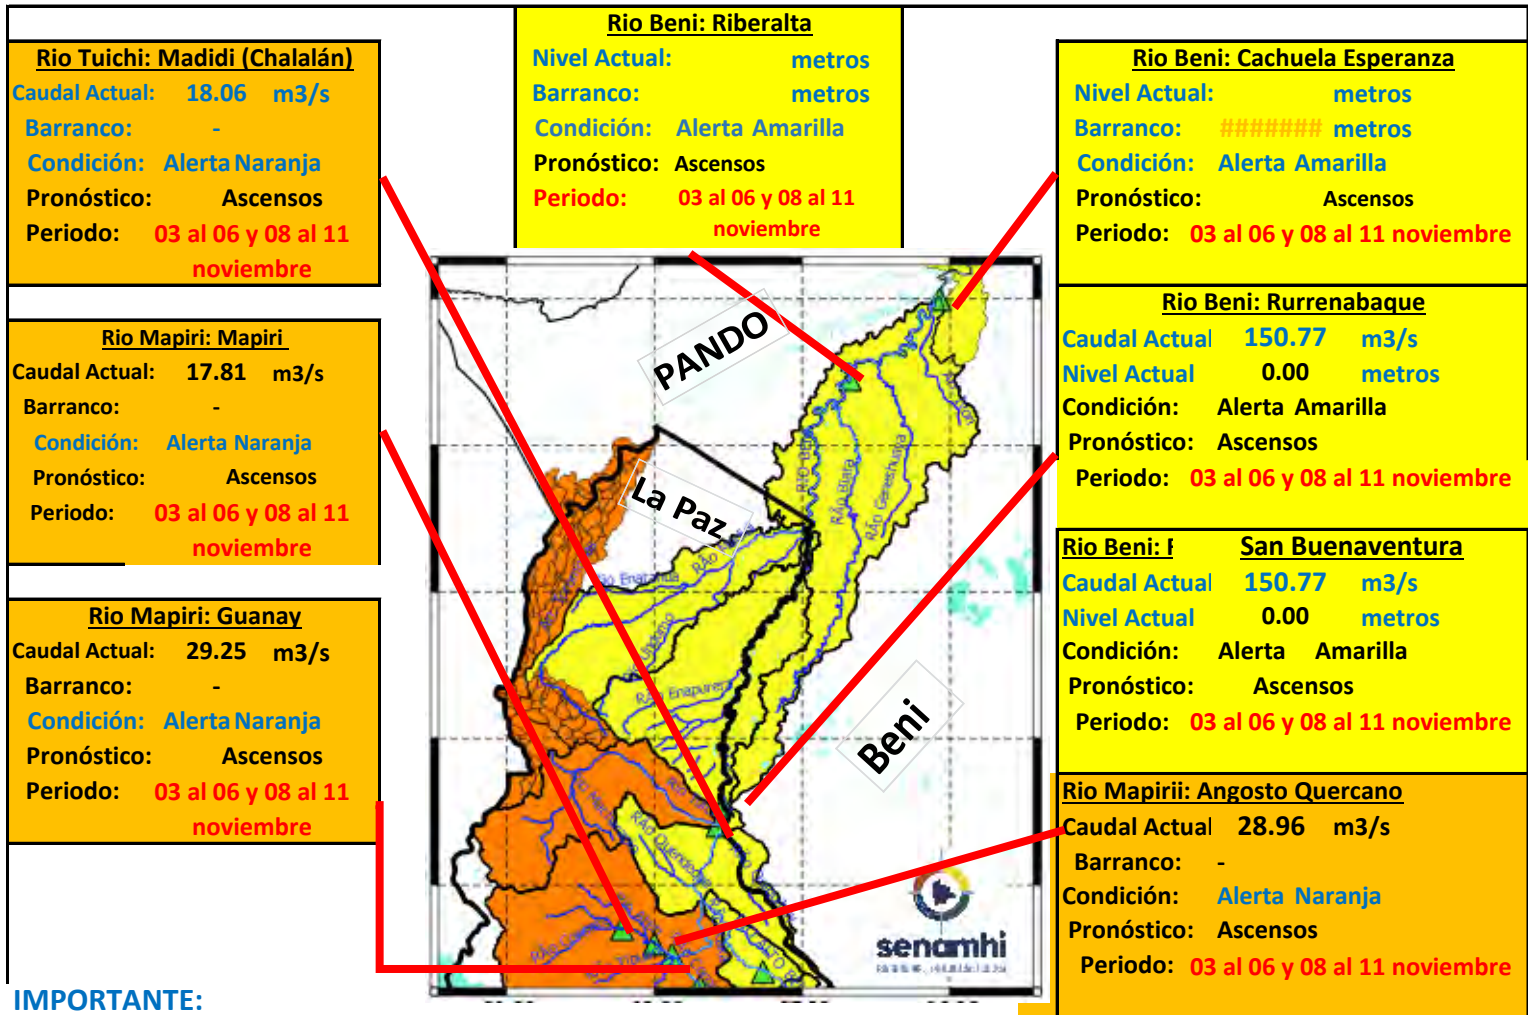 Rio Tuichi: Madidi (Chalalán)
Caudal Actual: 18.06 m3/s
Barranco: -
Condición: Alerta Naranja
Pronóstico: Ascensos
Periodo: 03 al 06 y 08 al 11
noviembre
Rio Mapiri: Mapiri
Caudal Actual: 17.81 m3/s
Barranco: -
Condición: Alerta Naranja
Pronóstico: Ascensos
Periodo: 03 al 06 y 08 al 11
noviembre
Rio Mapiri: Guanay
Caudal Actual: 29.25 m3/s
Barranco: -
Condición: Alerta Naranja
Pronóstico: Ascensos
Periodo: 03 al 06 y 08 al 11
noviembre
Rio Beni: Riberalta
Nivel Actual: metros
Barranco: metros
Condición: Alerta Amarilla
Pronóstico: Ascensos
Periodo: 03 al 06 y 08 al 11
noviembre
PANDO
La Paz
Beni
RÃo Biata
RÃo Geneshuaya
RÃo Enapurera
RÃo Quendeque
senamhi
Rio Beni: Cachuela Esperanza
Nivel Actual: metros
Barranco: ####### metros
Condición: Alerta Amarilla
Pronóstico: Ascensos
Periodo: 03 al 06 y 08 al 11 noviembre
Rio Beni: Rurrenabaque
Caudal Actual 150.77 m3/s
Nivel Actual 0.00 metros
Condición: Alerta Amarilla
Pronóstico: Ascensos
Periodo: 03 al 06 y 08 al 11 noviembre
Rio Beni: San Buenaventura
Caudal Actual 150.77 m3/s
Nivel Actual 0.00 metros
Condición: Alerta Amarilla
Pronóstico: Ascensos
Periodo: 03 al 06 y 08 al 11 noviembre
Rio Mapirii: Angosto Quercano
Caudal Actual 28.96 m3/s
Barranco: -
Condición: Alerta Naranja
Pronóstico: Ascensos
Periodo: 03 al 06 y 08 al 11 noviembre
IMPORTANTE: